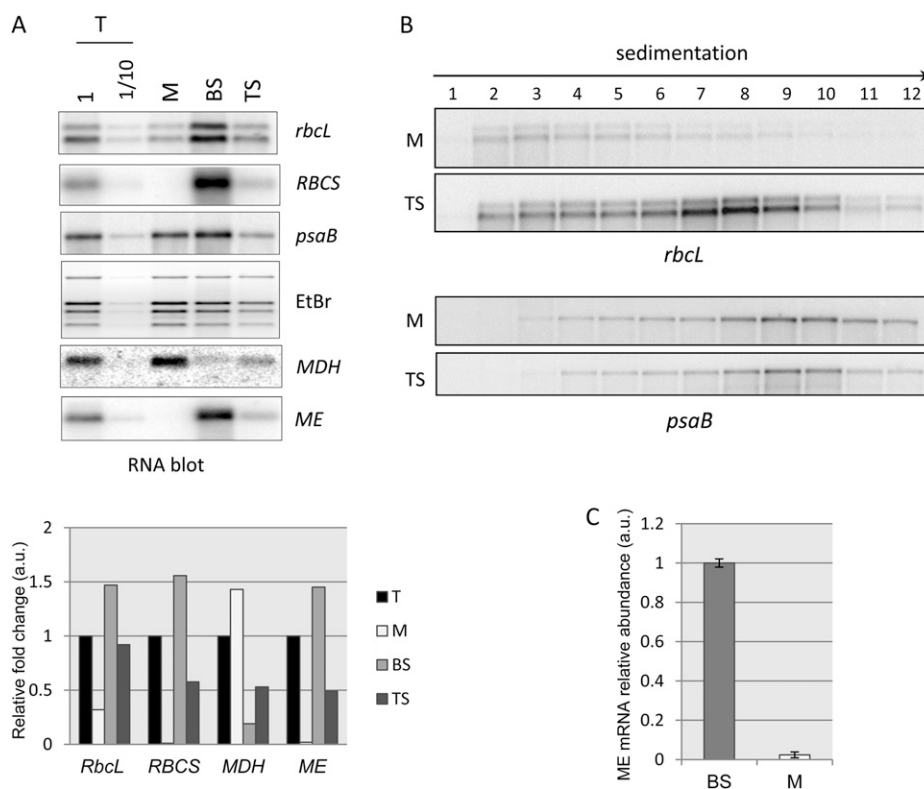 A
T
1 1/10 M BS TS
rbcL
RBCS
psaB
EtBr
MDH
ME
RNA blot
Relative fold change (a.u.)
2
1.5
1
0.5
0
RbcL RBCS MDH ME
T
M
BS
TS
B
sedimentation
1 2 3 4 5 6 7 8 9 10 11 12
M
TS
rbcL
M
TS
psaB
C
ME mRNA relative abundance (a.u.)
1.2
1
0.8
0.6
0.4
0.2
0
BS M